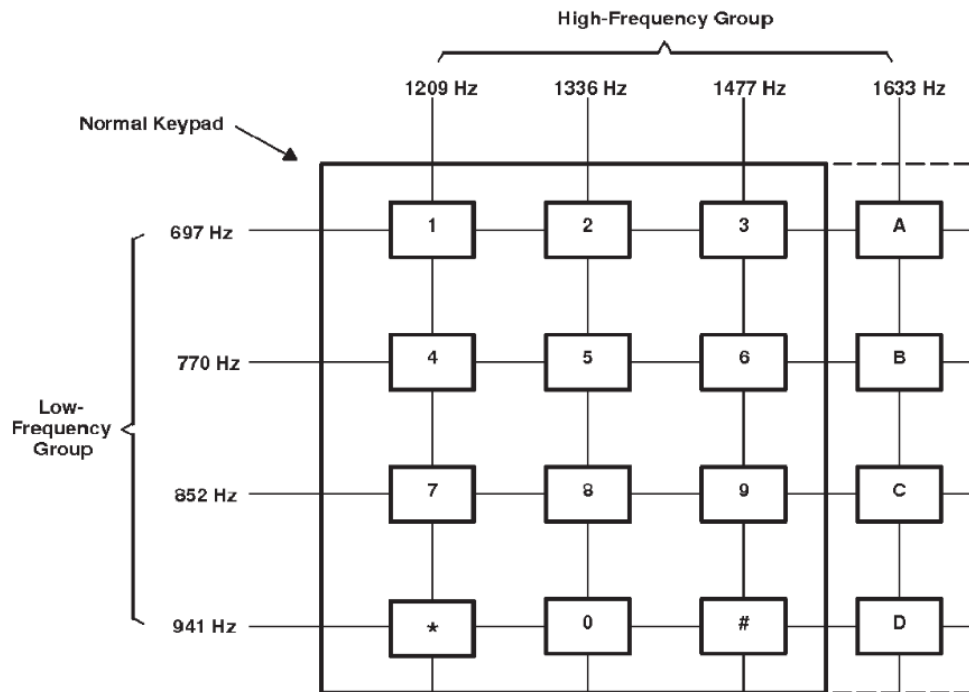 High-Frequency Group
1209 Hz 1336 Hz 1477 Hz 1633 Hz
Normal Keypad
697 Hz 1 2 3 A
770 Hz 4 5 6 B
Low-
Frequency
Group
852 Hz 7 8 9 C
941 Hz * 0 # D